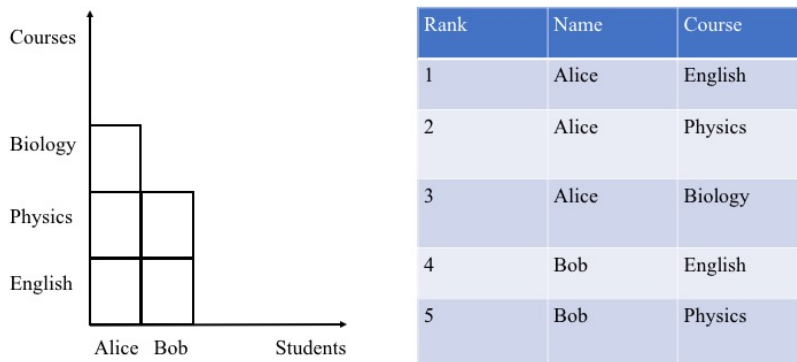 Courses
Biology
Physics
English
Alice Bob Students
Rank Name Course
1 Alice English
2 Alice Physics
3 Alice Biology
4 Bob English
5 Bob Physics